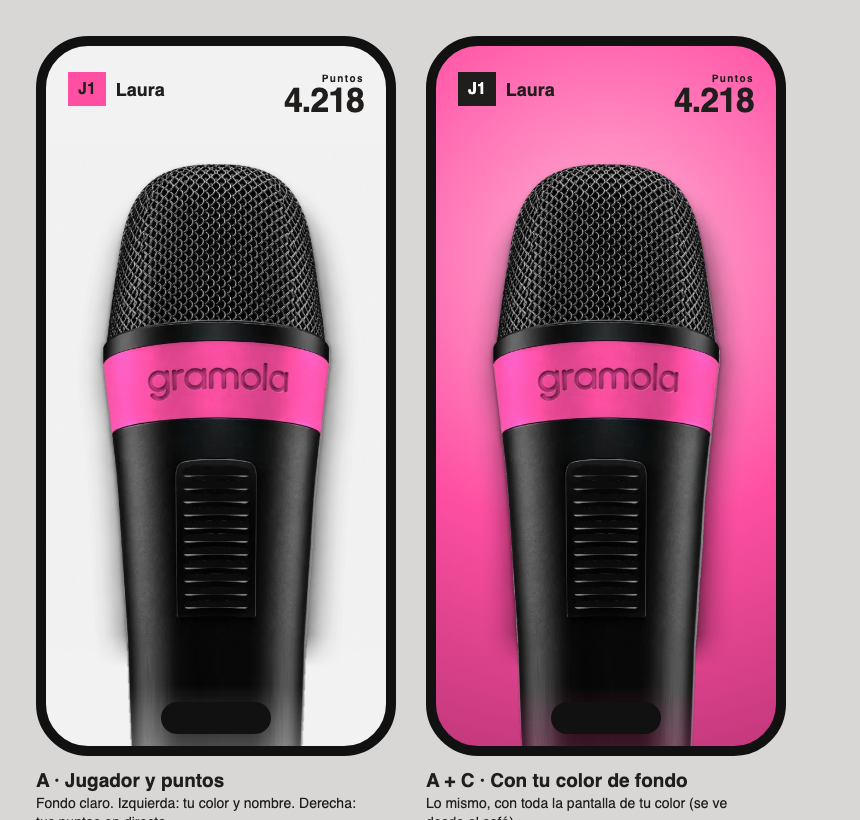 J1 Laura Puntos
4.218
gramola
J1 Laura Puntos
4.218
gramola
A · Jugador y puntos
Fondo claro. Izquierda: tu color y nombre. Derecha:
A + C · Con tu color de fondo
Lo mismo, con toda la pantalla de tu color (se ve